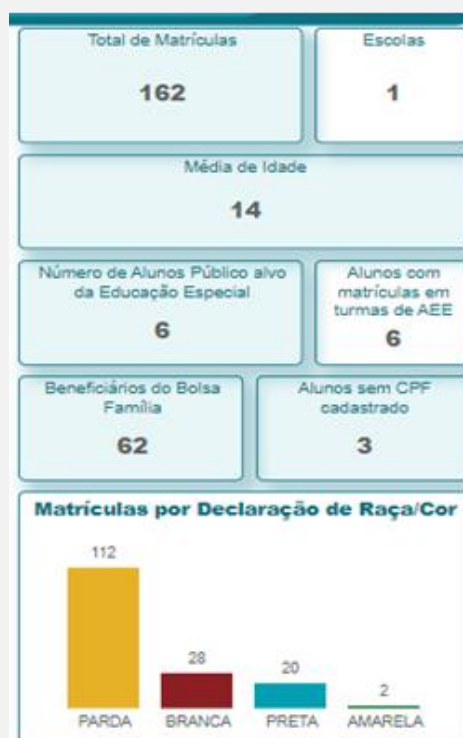 Total de Matrículas
162
Escolas
1
Média de Idade
14
Número de Alunos Público alvo
da Educação Especial
6
Alunos com
matrículas em
turmas de AEE
6
Beneficiários do Bolsa
Família
62
Alunos sem CPF
cadastrado
3
Matrículas por Declaração de Raça/Cor
112
28
20
2
PARDA
BRANCA
PRETA
AMARELA